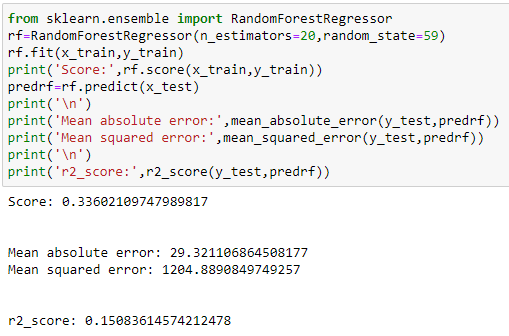 from sklearn.ensemble import RandomForestRegressor
rf=RandomForestRegressor(n_estimators=20,random_state=59)
rf.fit(x_train,y_train)
print('Score:',rf.score(x_train,y_train))
predrf=rf.predict(x_test)
print('\n')
print('Mean absolute error:',mean_absolute_error(y_test,predrf))
print('Mean squared error:',mean_squared_error(y_test,predrf))
print('\n')
print('r2_score:',r2_score(y_test,predrf))
Score: 0.33602109747989817
Mean absolute error: 29.321106864508177
Mean squared error: 1204.8890849749257
r2_score: 0.15083614574212478